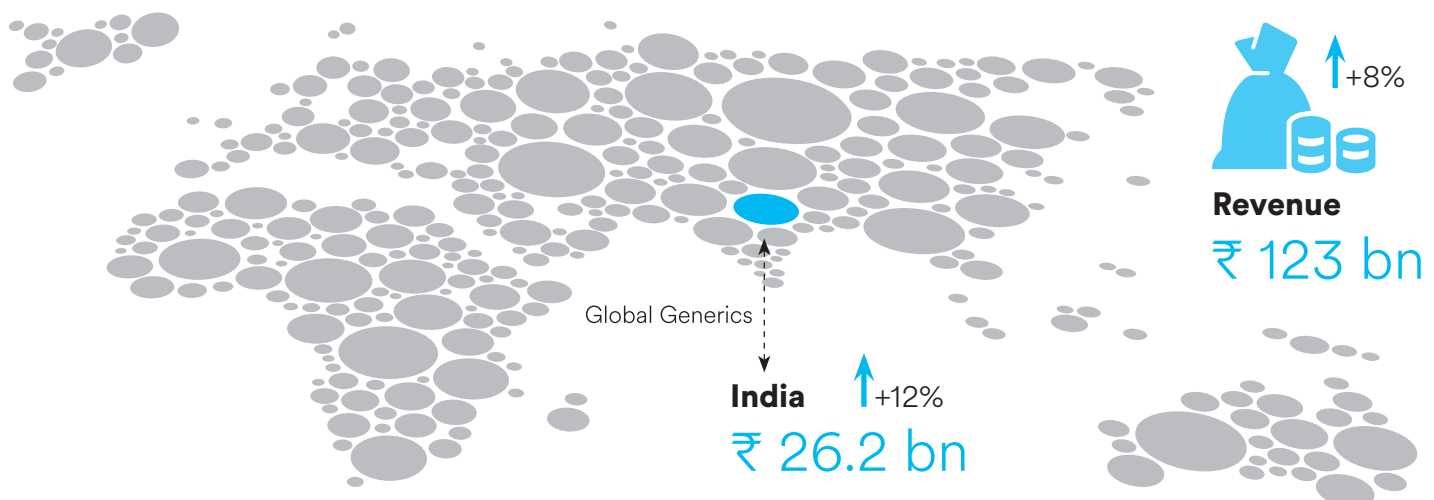 +8%
Revenue
₹ 123 bn
Global Generics
India
+12%
₹ 26.2 bn